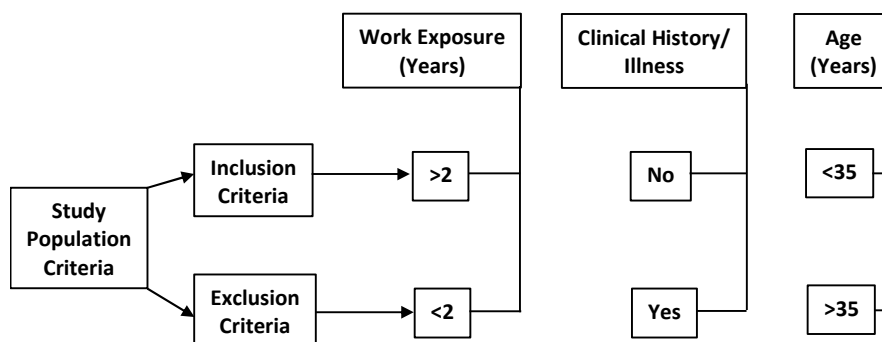 Work Exposure
(Years)
Clinical History/
Illness
Age
(Years)
Inclusion
Criteria
>2
No
<35
Study
Population
Criteria
Exclusion
Criteria
<2
Yes
>35